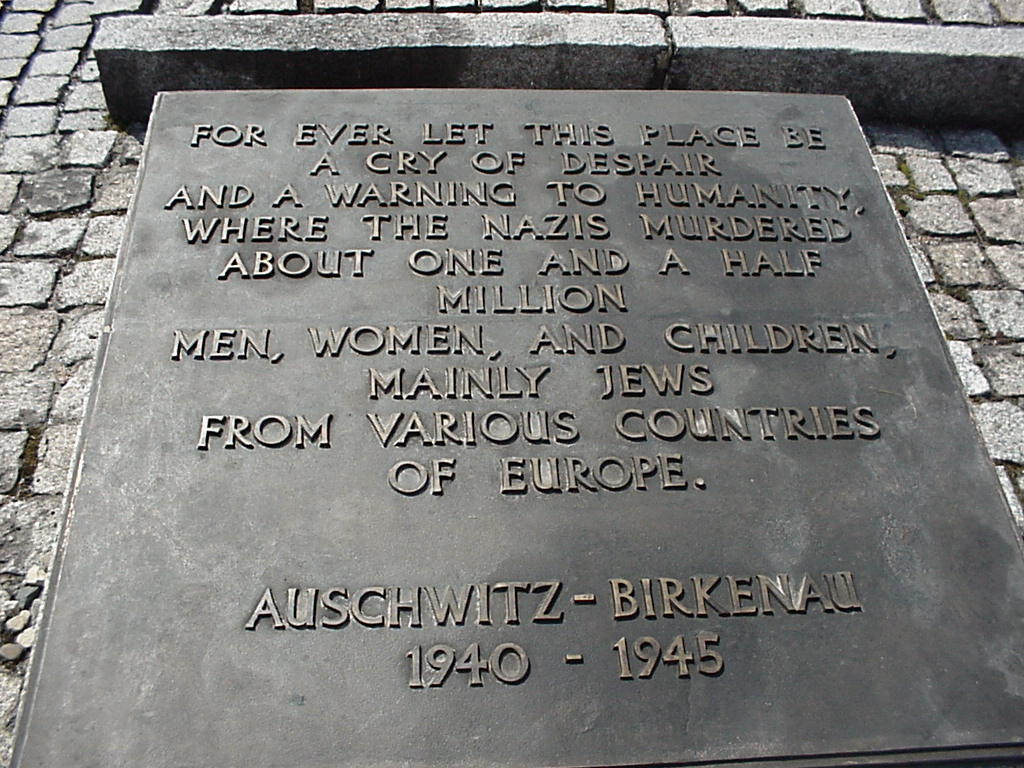 FOR EVER LET THIS PLACE BE
A CRY OF DESPAIR
AND A WARNING TO HUMANITY,
WHERE THE NAZIS MURDERED
ABOUT ONE AND A HALF
MILLION
MEN, WOMEN, AND CHILDREN,
MAINLY JEWS
FROM VARIOUS COUNTRIES
OF EUROPE.
AUSCHWITZ-BIRKENAU
1940 - 1945